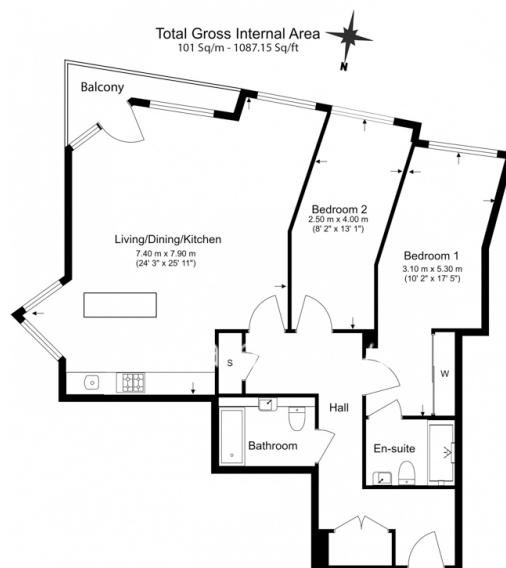 Total Gross Internal Area
101 Sq/m - 1087.15 Sq/ft
N
Balcony
Living/Dining/Kitchen
7.40 m x 7.90 m
(24' 3" x 25' 11")
Bedroom 2
2.50 m x 4.00 m
(8' 2" x 13' 1")
Bedroom 1
3.10 m x 5.30 m
(10' 2" x 17' 5")
S
W
Hall
Bathroom
En-suite